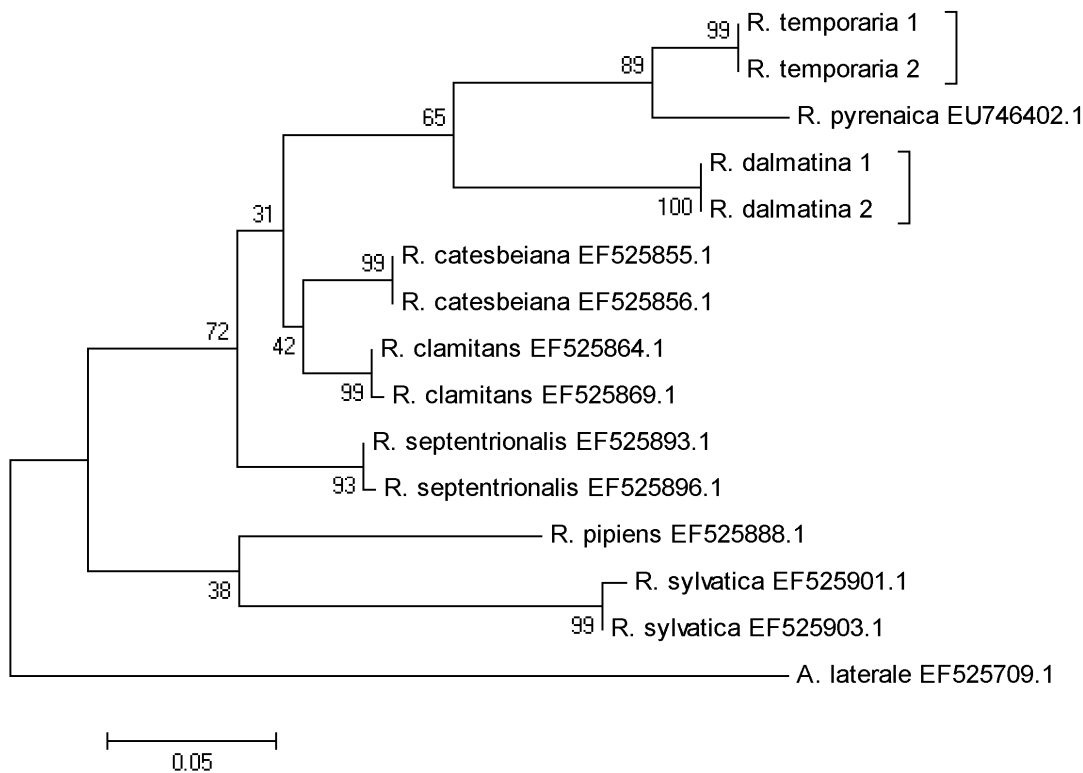 99 R. temporaria 1
89 R. temporaria 2
65 R. pyrenaica EU746402.1
R. dalmatina 1
100 R. dalmatina 2
31
99 R. catesbeiana EF525855.1
R. catesbeiana EF525856.1
72 42 R. clamitans EF525864.1
99 R. clamitans EF525869.1
R. septentrionalis EF525893.1
93 R. septentrionalis EF525896.1
R. pipiens EF525888.1
38 R. sylvatica EF525901.1
99 R. sylvatica EF525903.1
A. laterale EF525709.1
0.05